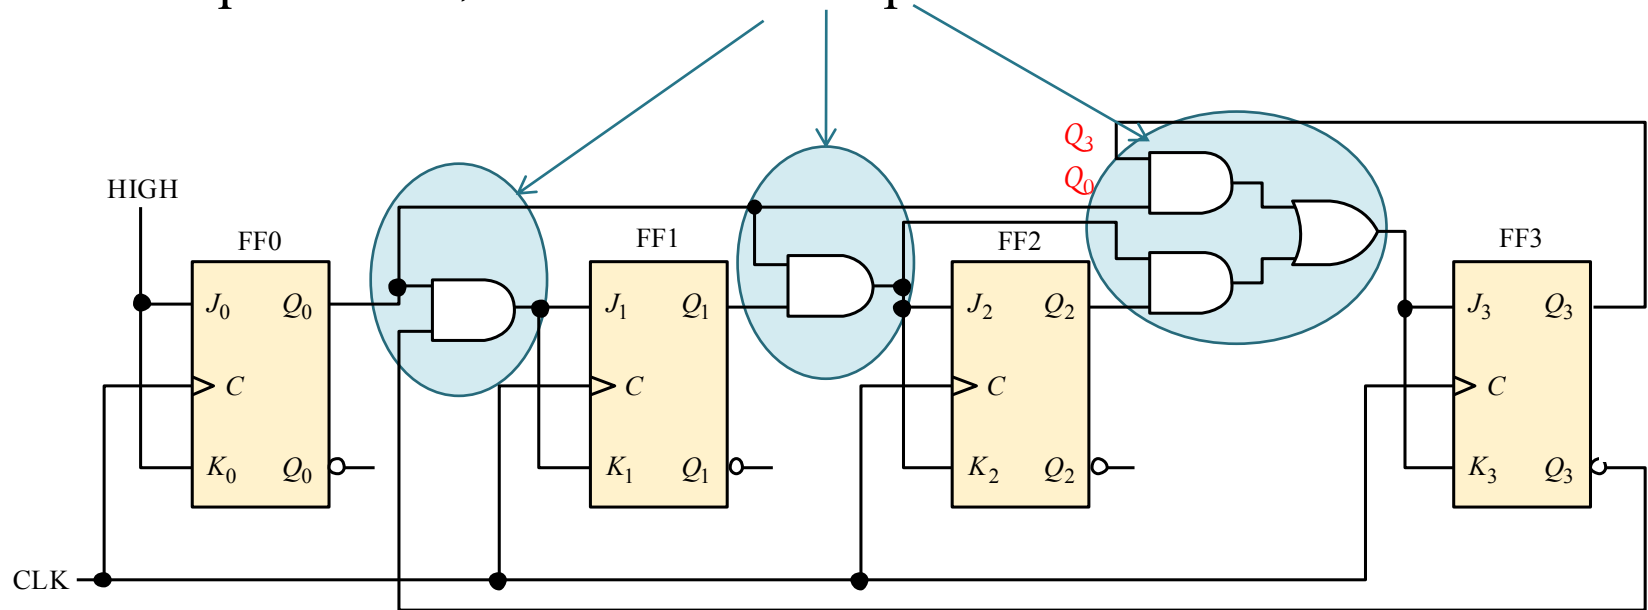 Q3
Q0
HIGH
FF0
FF1
FF2
FF3
J0 Q0
J1 Q1
J2 Q2
J3 Q3
C
C
C
C
K0 Q0
K1 Q1
K2 Q2
K3 Q3
CLK